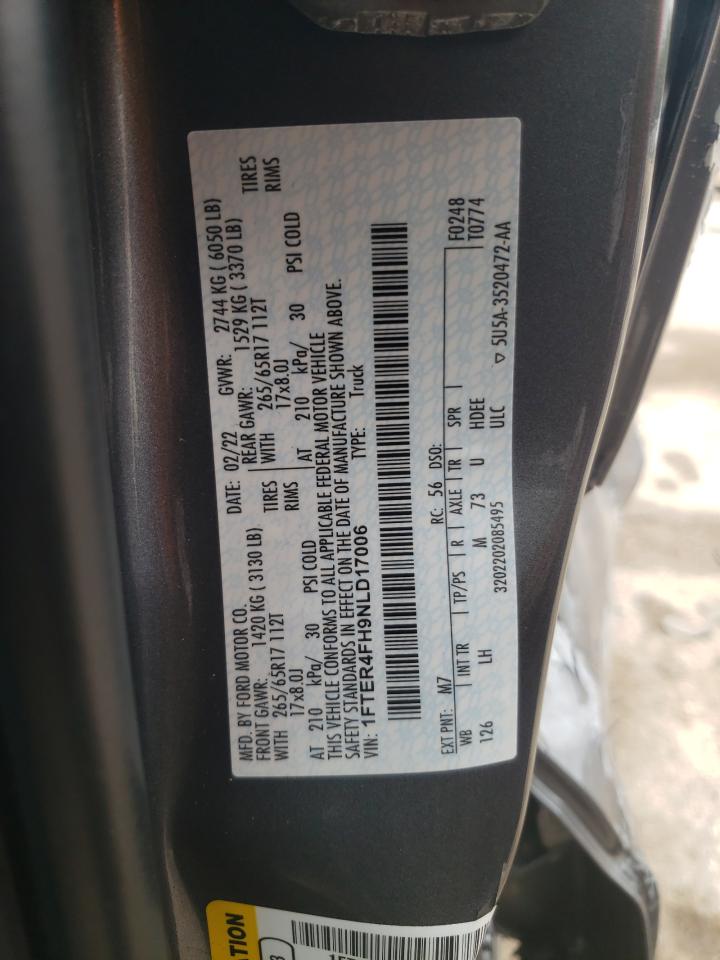 MFD. BY FORD MOTOR CO.
DATE: 02/22 GVWR: 2744 KG ( 6050 LB)
FRONT GAWR: 1420 KG ( 3130 LB) REAR GAWR: 1529 KG ( 3370 LB)
WITH 265/65R17 112T TIRES WITH 265/65R17 112T TIRES
17x8.0J RIMS 17x8.0J RIMS
AT 210 kPa/ 30 PSI COLD AT 210 kPa/ 30 PSI COLD
THIS VEHICLE CONFORMS TO ALL APPLICABLE FEDERAL MOTOR VEHICLE
SAFETY STANDARDS IN EFFECT ON THE DATE OF MANUFACTURE SHOWN ABOVE.
VIN: 1FTER4FH9NLD17006 TYPE: Truck
F0248
T0774
EXT PNT: M7 RC: 56 DSO:
WB INT TR TP/PS R AXLE TR SPR
126 LH M 73 U HDEE
ULC
3202202085495 ▽ 5U5A-3520472-AA